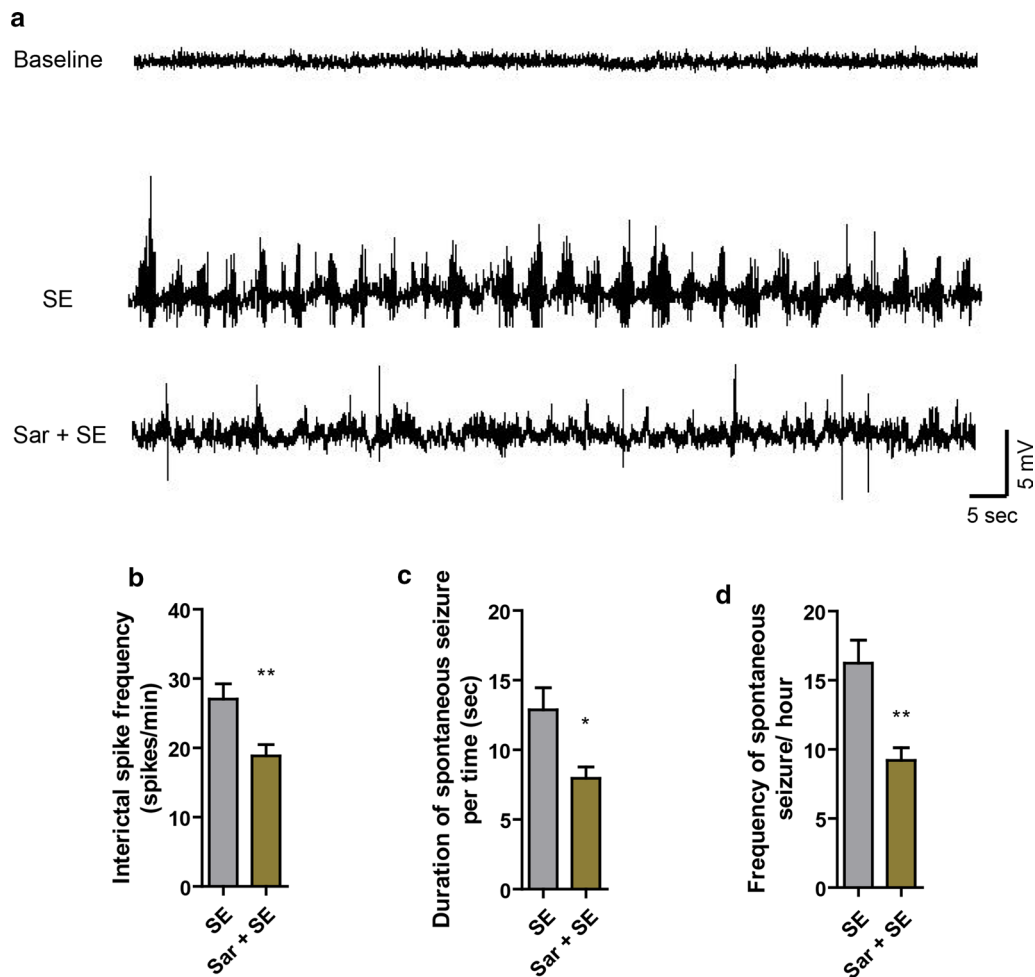 a
Baseline
SE
Sar + SE
5 mV
5 sec
b
Interictal spike frequency
(spikes/min)
40
30
20
10
0
SE
Sar + SE
**
c
Duration of spontaneous seizure
per time (sec)
20
15
10
5
0
SE
Sar + SE
*
d
Frequency of spontaneous
seizure/ hour
20
15
10
5
0
SE
Sar + SE
**